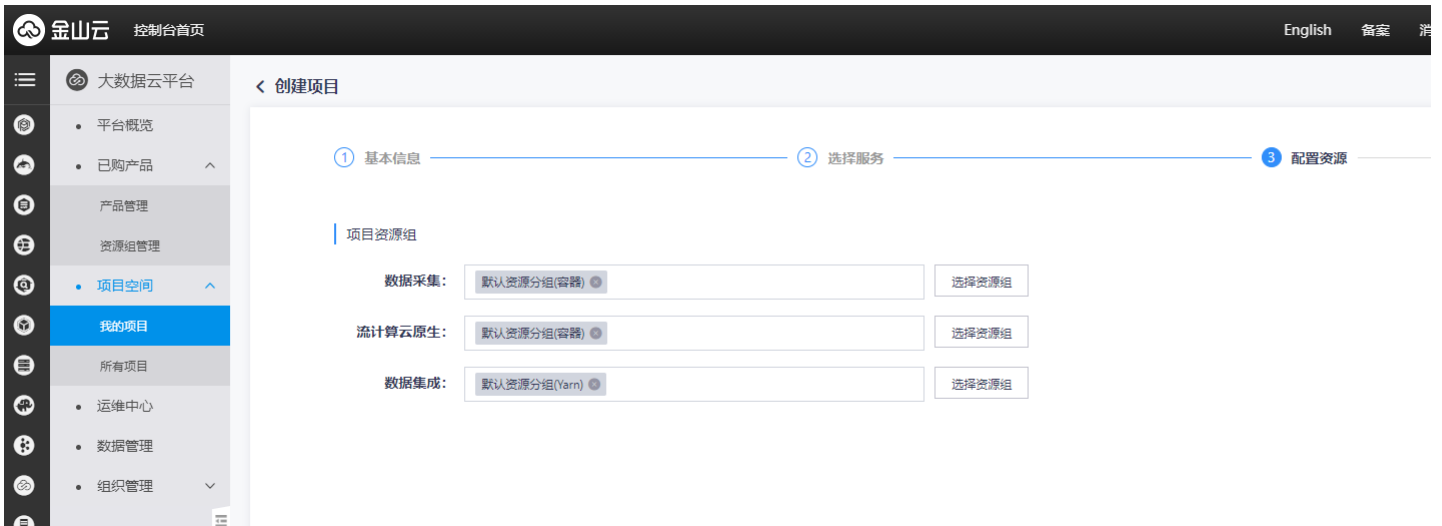 金山云 控制台首页 English 备案
大数据云平台
平台概览
已购产品
产品管理
资源组管理
项目空间
我的项目
所有项目
运维中心
数据管理
组织管理
创建项目
1 基本信息 2 选择服务 3 配置资源
项目资源组
数据采集: 默认资源分组(容器) 选择资源组
流计算云原生: 默认资源分组(容器) 选择资源组
数据集成: 默认资源分组(Yarn) 选择资源组